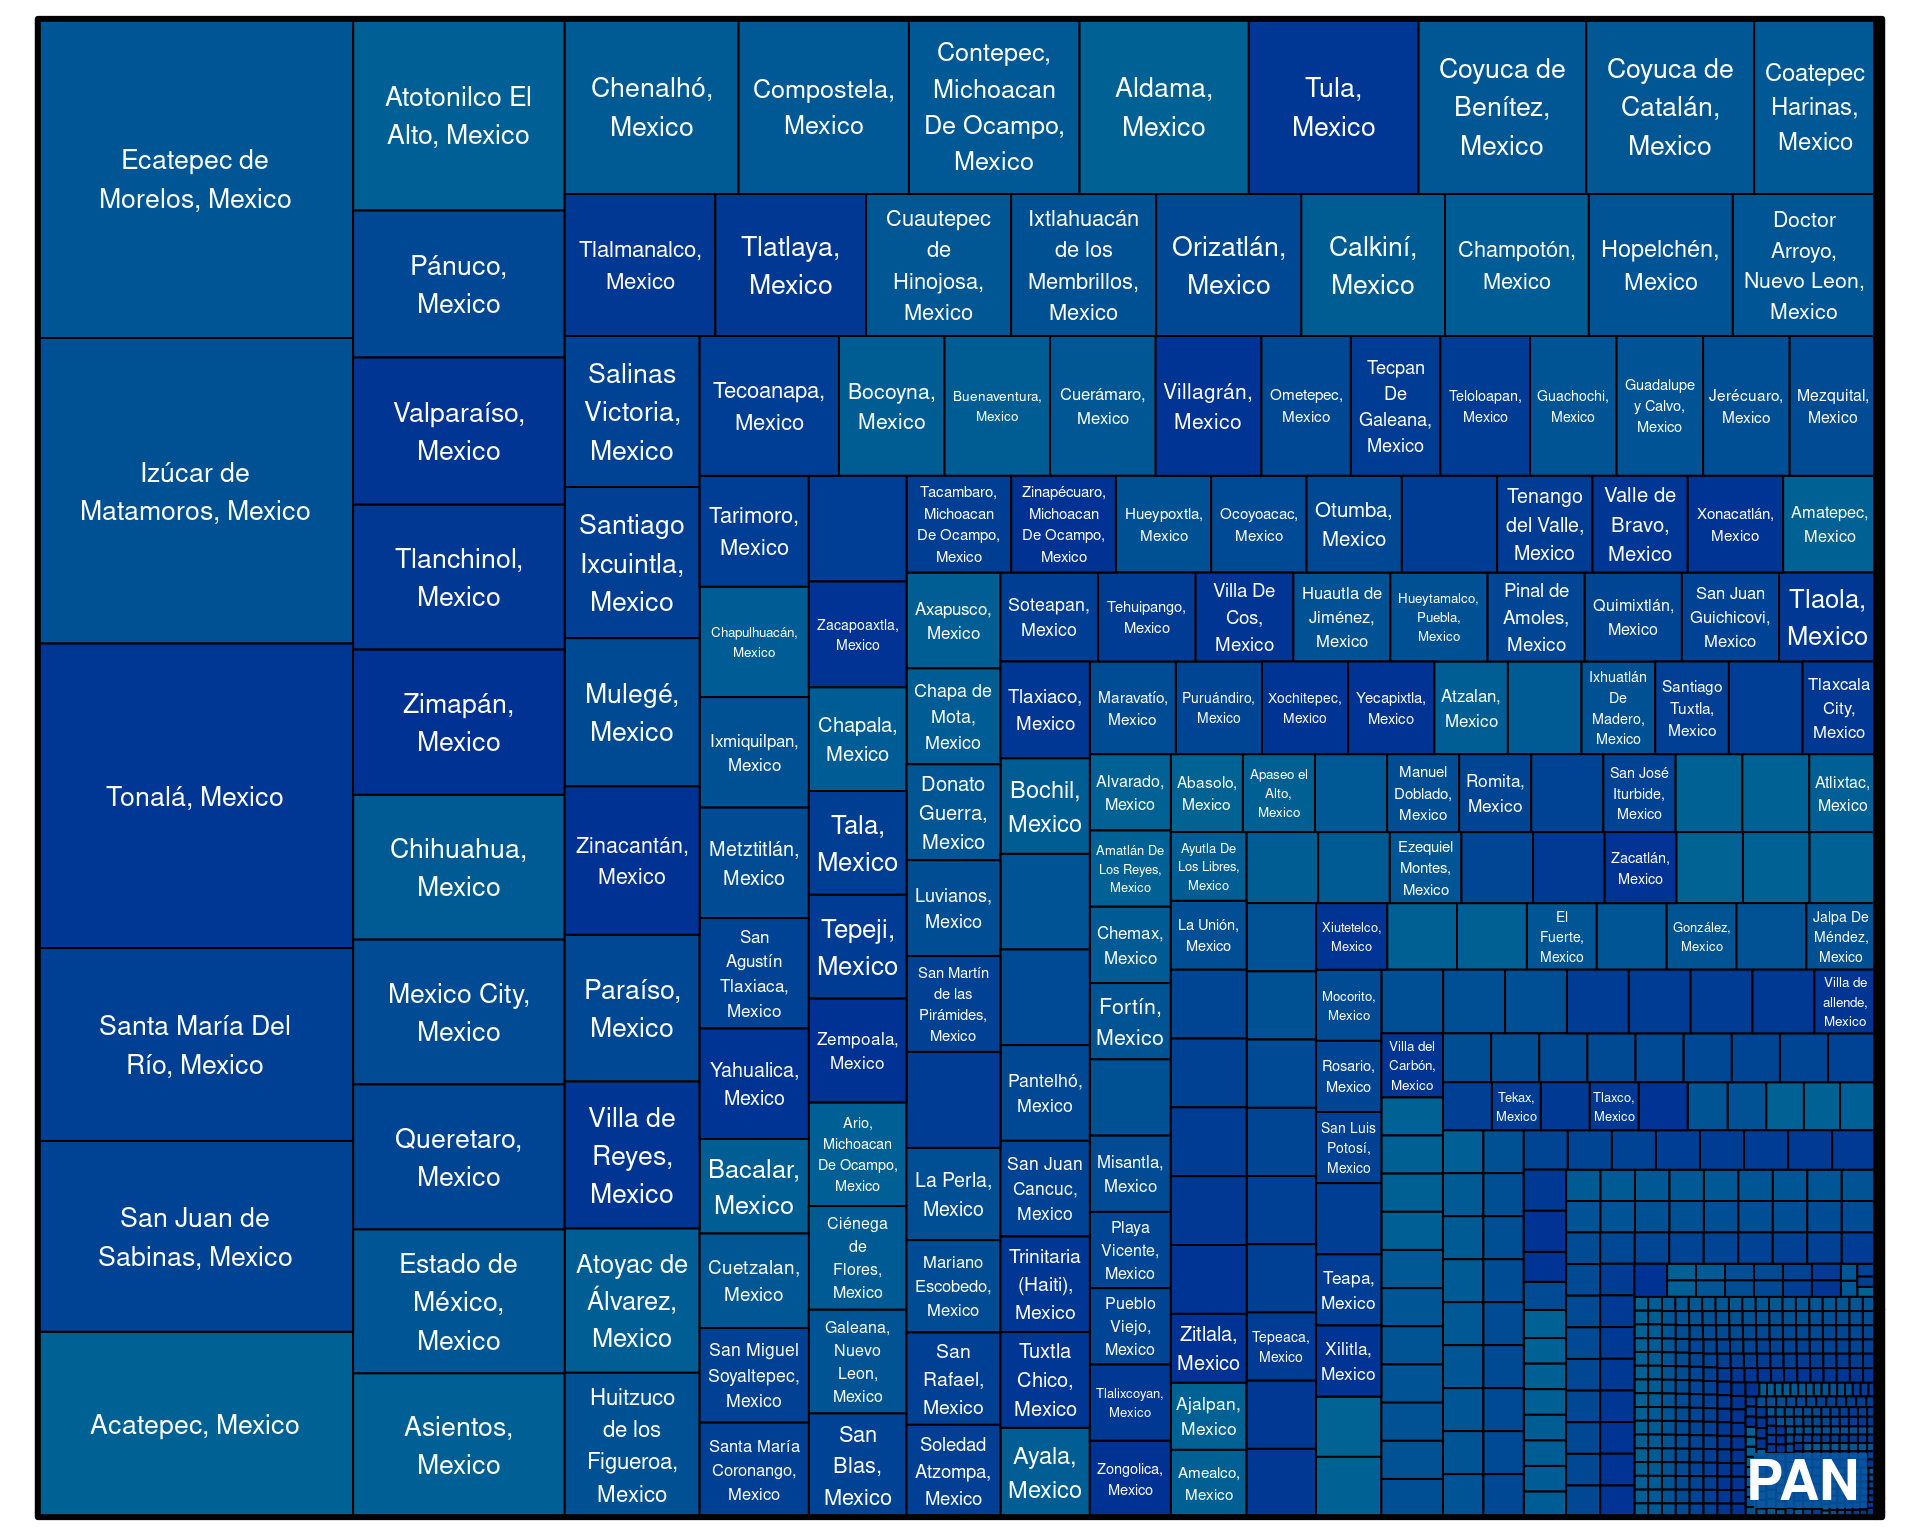 Ecatepec de
Morelos, Mexico
Izúcar de
Matamoros, Mexico
Tonalá, Mexico
Santa María Del
Río, Mexico
San Juan de
Sabinas, Mexico
Acatepec, Mexico
Atotonilco El
Alto, Mexico
Pánuco,
Mexico
Valparaíso,
Mexico
Tlanchinol,
Mexico
Zimapán,
Mexico
Chihuahua,
Mexico
Mexico City,
Mexico
Queretaro,
Mexico
Estado de
México,
Mexico
Asientos,
Mexico
Chenalhó,
Mexico
Compostela,
Mexico
Contepec,
Michoacan
De Ocampo,
Mexico
Aldama,
Mexico
Tula,
Mexico
Coyuca de
Benítez,
Mexico
Coyuca de
Catalán,
Mexico
Coatepec
Harinas,
Mexico
Tlalmanalco,
Mexico
Tlatlaya,
Mexico
Cuautepec
de
Hinojosa,
Mexico
Ixtlahuacán
de los
Membrillos,
Mexico
Orizatlán,
Mexico
Calkiní,
Mexico
Champotón,
Mexico
Hopelchén,
Mexico
Doctor
Arroyo,
Nuevo Leon,
Mexico
Salinas
Victoria,
Mexico
Santiago
Ixcuintla,
Mexico
Mulegé,
Mexico
Zinacantán,
Mexico
Paraíso,
Mexico
Villa de
Reyes,
Mexico
Atoyac de
Álvarez,
Mexico
Huitzuco
de los
Figueroa,
Mexico
Tecoanapa,
Mexico
Bocoyna,
Mexico
Buenaventura,
Mexico
Cuerámaro,
Mexico
Villagrán,
Mexico
Ometepec,
Mexico
Tecpan
De
Galeana,
Mexico
Teloloapan,
Mexico
Guachochi,
Mexico
Guadalupe
y Calvo,
Mexico
Jerécuaro,
Mexico
Mezquital,
Mexico
Tarimoro,
Mexico
Chapulhuacán,
Mexico
Ixmiquilpan,
Mexico
Metztitlán,
Mexico
San
Agustín
Tlaxiaca,
Mexico
Yahualica,
Mexico
Bacalar,
Mexico
Cuetzalan,
Mexico
San Miguel
Soyaltepec,
Mexico
Santa María
Coronango,
Mexico
Zacapoaxtla,
Mexico
Chapala,
Mexico
Tala,
Mexico
Tepeji,
Mexico
Zempoala,
Mexico
Ario,
Michoacan
De Ocampo,
Mexico
Ciénega
de
Flores,
Mexico
Galeana,
Nuevo
Leon,
Mexico
San
Blas,
Mexico
Tacambaro,
Michoacan
De Ocampo,
Mexico
Zinapécuaro,
Michoacan
De Ocampo,
Mexico
Hueypoxtla,
Mexico
Ocoyoacac,
Mexico
Otumba,
Mexico
Tenango
del Valle,
Mexico
Valle de
Bravo,
Mexico
Xonacatlán,
Mexico
Amatepec,
Mexico
Axapusco,
Mexico
Chapa de
Mota,
Mexico
Donato
Guerra,
Mexico
Luvianos,
Mexico
San Martín
de las
Pirámides,
Mexico
La Perla,
Mexico
Mariano
Escobedo,
Mexico
San
Rafael,
Mexico
Soledad
Atzompa,
Mexico
Soteapan,
Mexico
Tehuipango,
Mexico
Villa De
Cos,
Mexico
Huautla de
Jiménez,
Mexico
Hueytamalco,
Puebla,
Mexico
Pinal de
Amoles,
Mexico
Quimixtlán,
Mexico
San Juan
Guichicovi,
Mexico
Tlaola,
Mexico
Tlaxiaco,
Mexico
Bochil,
Mexico
Pantelhó,
Mexico
San Juan
Cancuc,
Mexico
Trinitaria
(Haiti),
Mexico
Tuxtla
Chico,
Mexico
Ayala,
Mexico
Maravatío,
Mexico
Puruándiro,
Mexico
Xochitepec,
Mexico
Yecapixtla,
Mexico
Atzalan,
Mexico
Ixhuatlán
De
Madero,
Mexico
Santiago
Tuxtla,
Mexico
Tlaxcala
City,
Mexico
Alvarado,
Mexico
Amatlán De
Los Reyes,
Mexico
Chemax,
Mexico
Fortín,
Mexico
Misantla,
Mexico
Playa
Vicente,
Mexico
Pueblo
Viejo,
Mexico
Tlalixcoyan,
Mexico
Zongolica,
Mexico
Abasolo,
Mexico
Apaseo el
Alto,
Mexico
Manuel
Doblado,
Mexico
Romita,
Mexico
San José
Iturbide,
Mexico
Atlixtac,
Mexico
Ayutla De
Los Libres,
Mexico
La Unión,
Mexico
Zitlala,
Mexico
Ajalpan,
Mexico
Amealco,
Mexico
Ezequiel
Montes,
Mexico
Zacatlán,
Mexico
Xiutetelco,
Mexico
El
Fuerte,
Mexico
González,
Mexico
Jalpa De
Méndez,
Mexico
Tepeaca,
Mexico
Mocorito,
Mexico
Rosario,
Mexico
San Luis
Potosí,
Mexico
Teapa,
Mexico
Xilitla,
Mexico
Villa de
allende,
Mexico
Villa del
Carbón,
Mexico
Tekax,
Mexico
Tlaxco,
Mexico
PAN